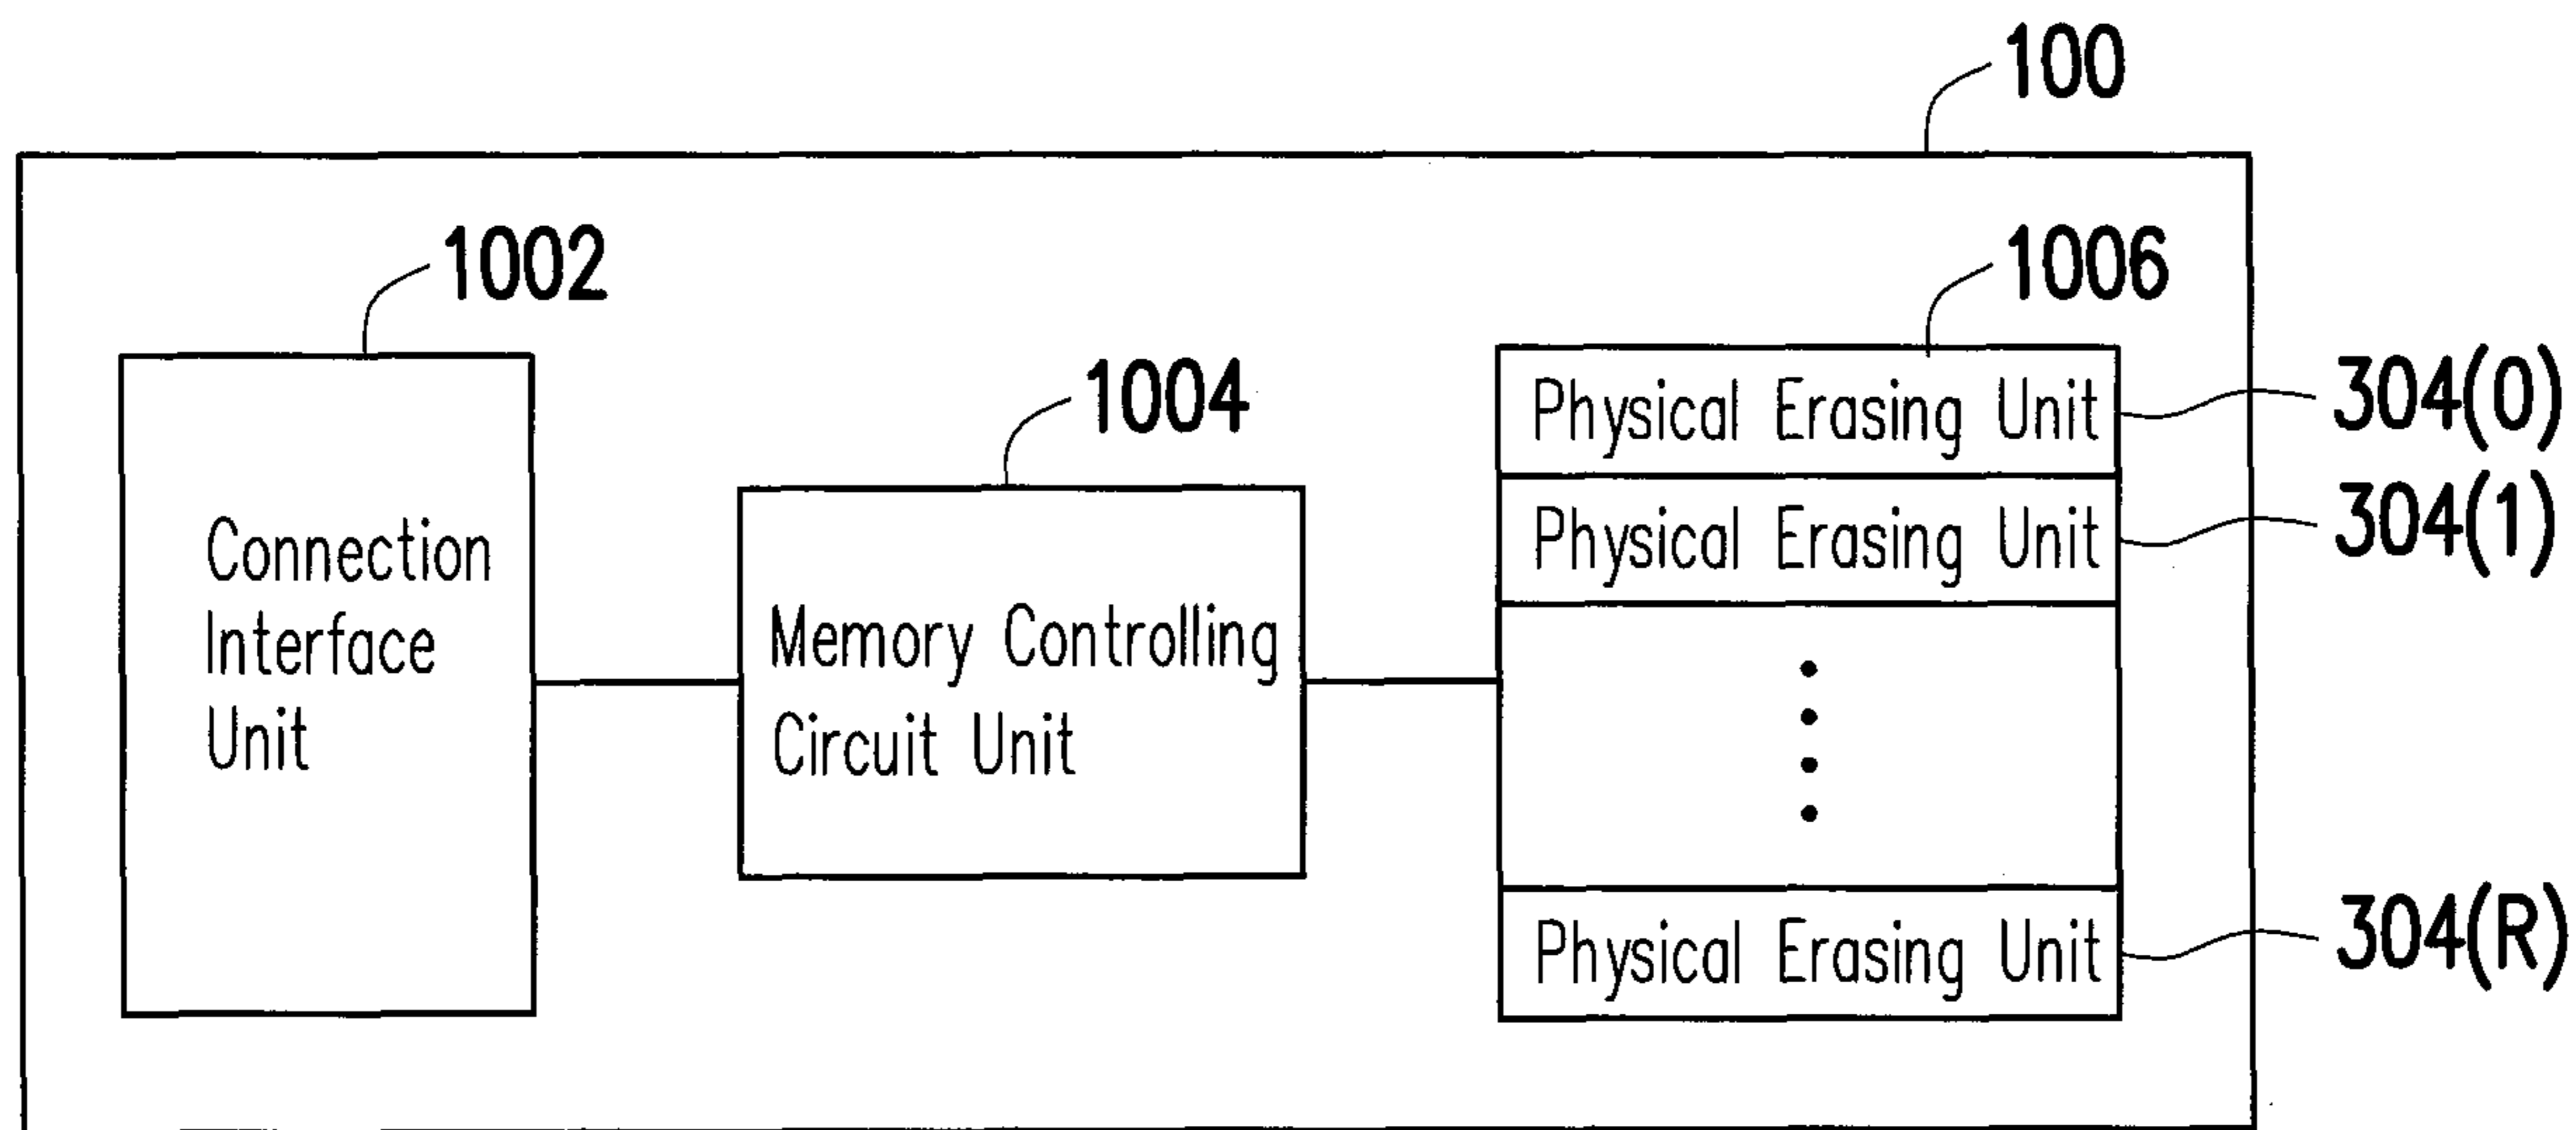 100
1002
1006
1004
304(0)
Physical Erasing Unit
304(1)
Physical Erasing Unit
Connection
Interface
Unit
Memory Controlling
Circuit Unit
304(R)
Physical Erasing Unit